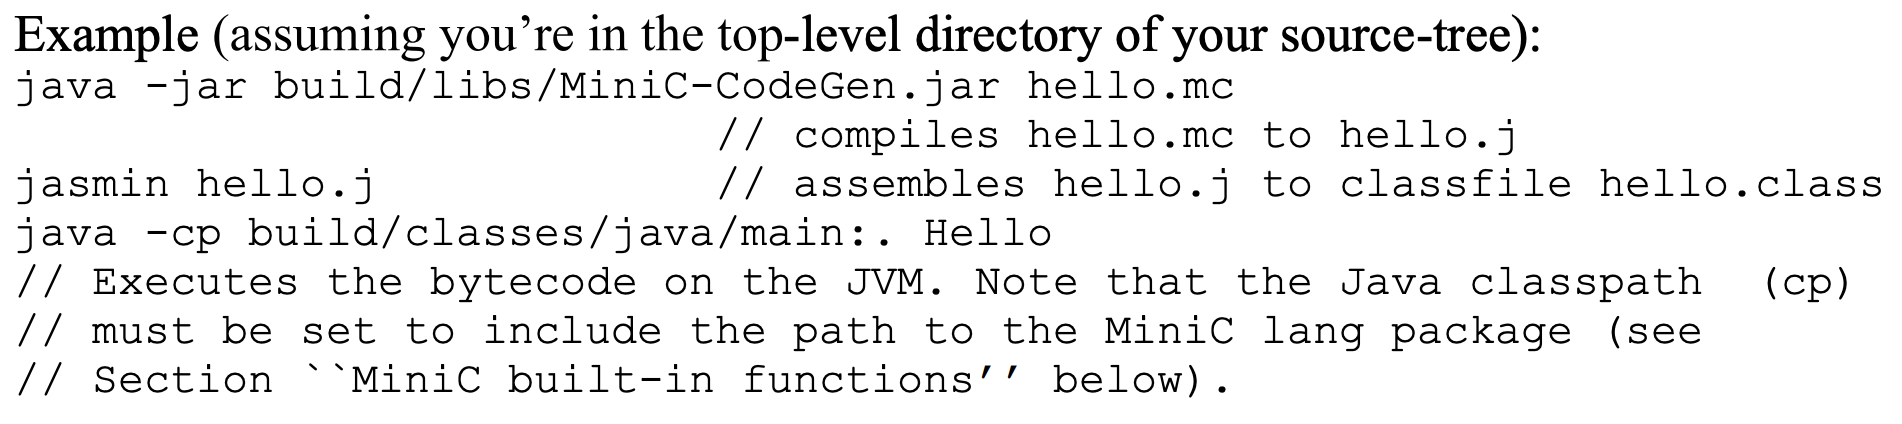 Example (assuming you’re in the top-level directory of your source-tree):
java -jar build/libs/MiniC-CodeGen.jar hello.mc
// compiles hello.mc to hello.j
jasmin hello.j // assembles hello.j to classfile hello.class
java -cp build/classes/java/main:. Hello
// Executes the bytecode on the JVM. Note that the Java classpath (cp)
// must be set to include the path to the MiniC lang package (see
// Section ``MiniC built-in functions’’ below).